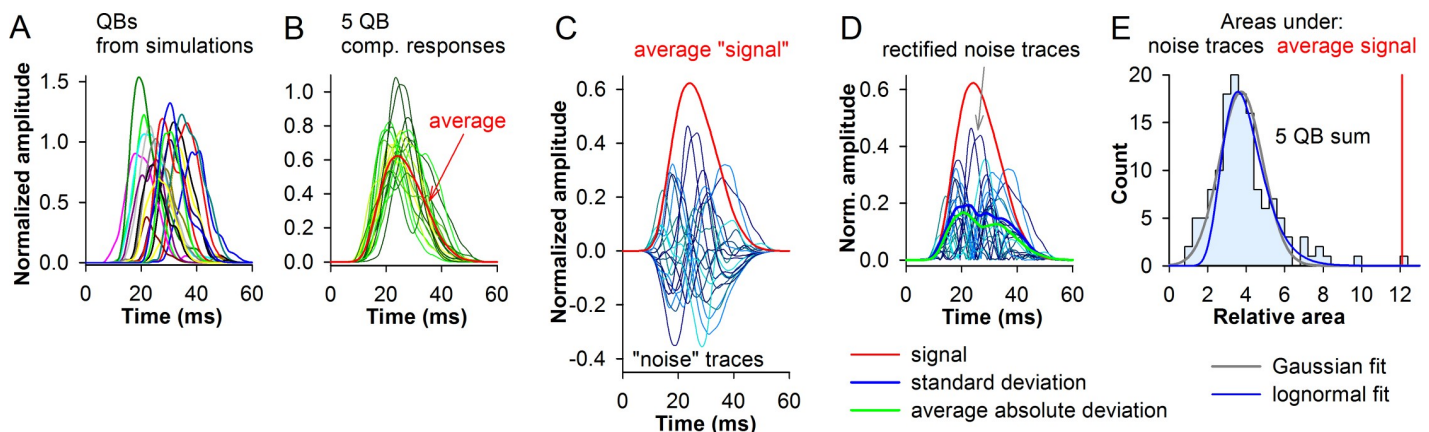 A
QBs
from simulations
Normalized amplitude
1.5
1.0
0.5
0.0
0 20 40 60
Time (ms)
B
5 QB
comp. responses
average
1.0
0.8
0.6
0.4
0.2
0.0
0 20 40 60
Time (ms)
C
average "signal"
Normalized amplitude
0.6
0.4
0.2
0.0
-0.2
-0.4
"noise" traces
0 20 40 60
Time (ms)
D
rectified noise traces
Norm. amplitude
0.6
0.4
0.2
0.0
0 20 40 60
Time (ms)
signal
standard deviation
average absolute deviation
E
Areas under:
noise traces average signal
Count
20
15
10
5
0
5 QB sum
0 2 4 6 8 10 12
Relative area
Gaussian fit
lognormal fit